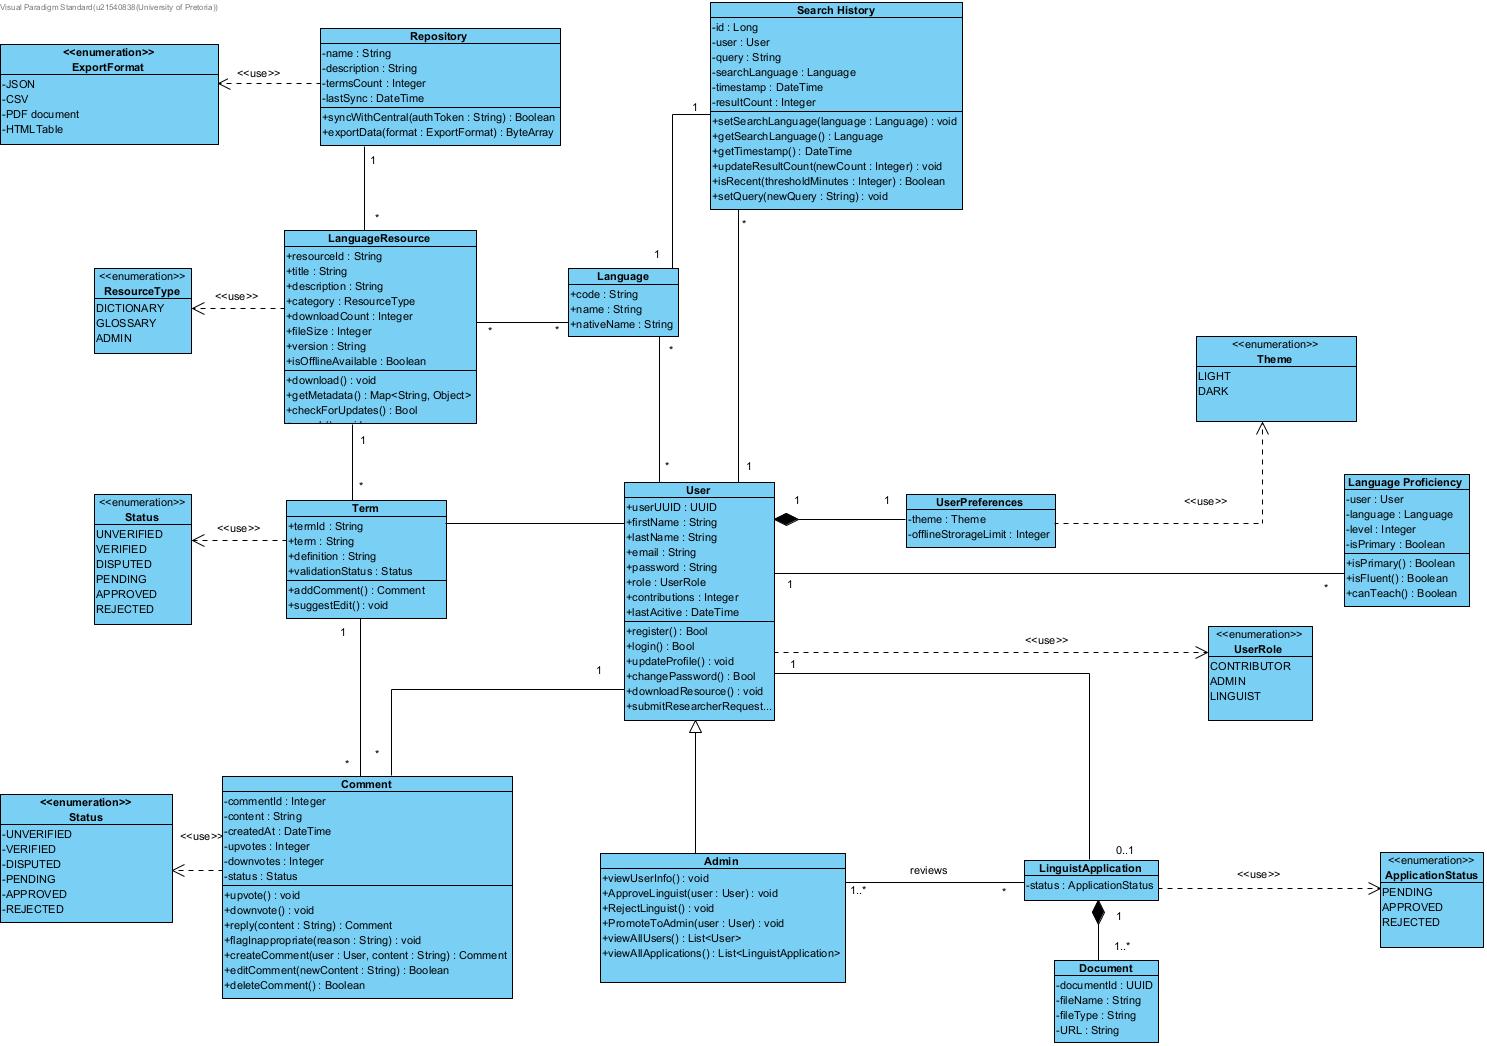 Visual Paradigm Standard(u21540838(University of Pretoria))
<<enumeration>>
ExportFormat
-JSON
-CSV
-PDF document
-HTMLTable
<<use>>
Repository
-name : String
-description : String
-termsCount : Integer
-lastSync : DateTime
+syncWithCentral(authToken : String) : Boolean
+exportData(format : ExportFormat) : ByteArray
1
*
Search History
-id : Long
-user : User
-query : String
-searchLanguage : Language
-timestamp : DateTime
-resultCount : Integer
+setSearchLanguage(language : Language) : void
+getSearchLanguage() : Language
+getTimestamp() : DateTime
+updateResultCount(newCount : Integer) : void
+isRecent(thresholdMinutes : Integer) : Boolean
+setQuery(newQuery : String) : void
1
1
*
1
<<enumeration>>
ResourceType
DICTIONARY
GLOSSARY
ADMIN
<<use>>
LanguageResource
+resourceId : String
+title : String
+description : String
+category : ResourceType
+downloadCount : Integer
+fileSize : Integer
+version : String
+isOfflineAvailable : Boolean
+download() : void
+getMetadata() : Map<String, Object>
+checkForUpdates() : Bool
*
*
Language
+code : String
+name : String
+nativeName : String
*
*
1
*
<<enumeration>>
Theme
LIGHT
DARK
<<use>>
<<enumeration>>
Status
UNVERIFIED
VERIFIED
DISPUTED
PENDING
APPROVED
REJECTED
<<use>>
Term
+termId : String
+term : String
+definition : String
+validationStatus : Status
+addComment() : Comment
+suggestEdit() : void
User
+userUUID : UUID
+firstName : String
+lastName : String
+email : String
+password : String
+role : UserRole
+contributions : Integer
+lastAcitive : DateTime
+register() : Bool
+login() : Bool
+updateProfile() : void
+changePassword() : Bool
+downloadResource() : void
+submitResearcherRequest...
1
1
UserPreferences
-theme : Theme
-offlineStrorageLimit : Integer
Language Proficiency
-user : User
-language : Language
-level : Integer
-isPrimary : Boolean
+isPrimary() : Boolean
+isFluent() : Boolean
+canTeach() : Boolean
1
*
<<use>>
<<enumeration>>
UserRole
CONTRIBUTOR
ADMIN
LINGUIST
1
0..1
1
*
1
*
<<enumeration>>
Status
-UNVERIFIED
-VERIFIED
-DISPUTED
-PENDING
-APPROVED
-REJECTED
<<use>>
Comment
-commentId : Integer
-content : String
-createdAt : DateTime
-upvotes : Integer
-downvotes : Integer
-status : Status
+upvote() : void
+downvote() : void
+reply(content : String) : Comment
+flagInappropriate(reason : String) : void
+createComment(user : User, content : String) : Comment
+editComment(newContent : String) : Boolean
+deleteComment() : Boolean
Admin
+viewUserInfo() : void
+ApproveLinguist(user : User) : void
+RejectLinguist() : void
+PromoteToAdmin(user : User) : void
+viewAllUsers() : List<User>
+viewAllApplications() : List<LinguistApplication>
reviews
1..*
*
LinguistApplication
-status : ApplicationStatus
<<use>>
<<enumeration>>
ApplicationStatus
PENDING
APPROVED
REJECTED
1
1..*
Document
-documentId : UUID
-fileName : String
-fileType : String
-URL : String